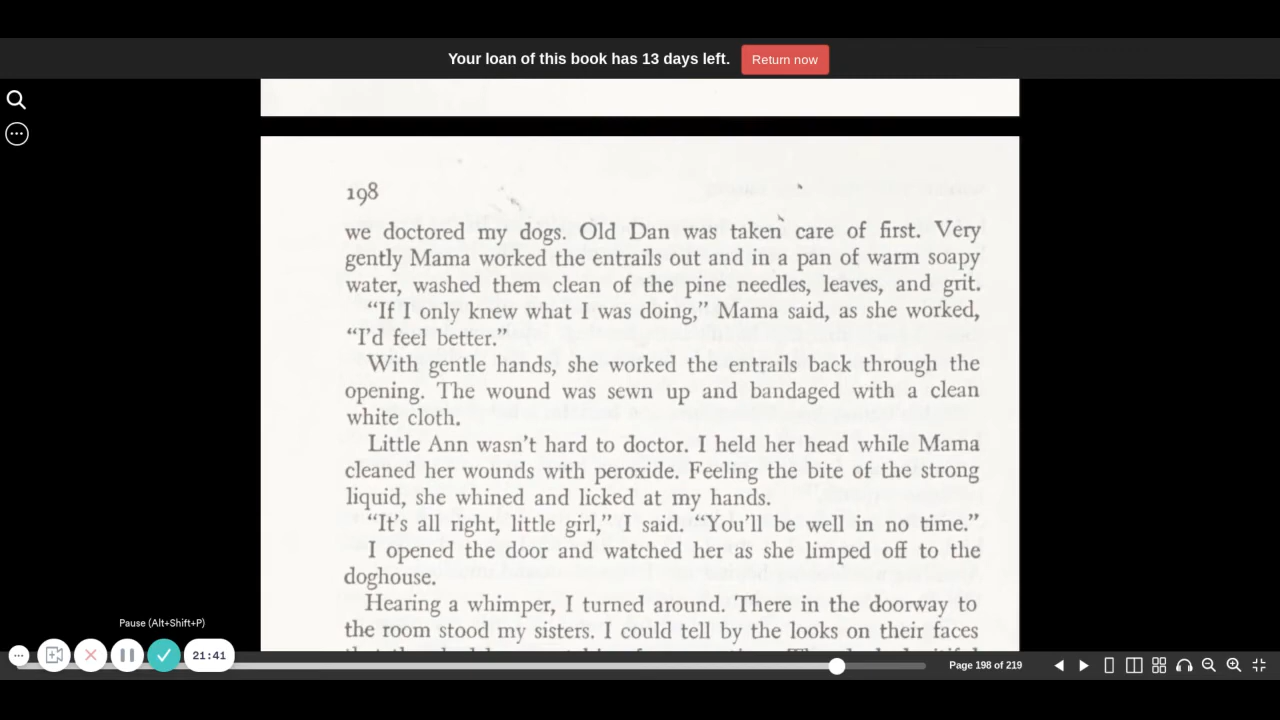 Your loan of this book has 13 days left. Return now
198
we doctored my dogs. Old Dan was taken care of first. Very
gently Mama worked the entrails out and in a pan of warm soapy
water, washed them clean of the pine needles, leaves, and grit.
“If I only knew what I was doing,” Mama said, as she worked,
“I’d feel better.”
With gentle hands, she worked the entrails back through the
opening. The wound was sewn up and bandaged with a clean
white cloth.
Little Ann wasn’t hard to doctor. I held her head while Mama
cleaned her wounds with peroxide. Feeling the bite of the strong
liquid, she whined and licked at my hands.
“It’s all right, little girl,” I said. “You’ll be well in no time.”
I opened the door and watched her as she limped off to the
doghouse.
Hearing a whimper, I turned around. There in the doorway to
the room stood my sisters. I could tell by the looks on their faces
Pause (Alt+Shift+P)
21:41
Page 198 of 219